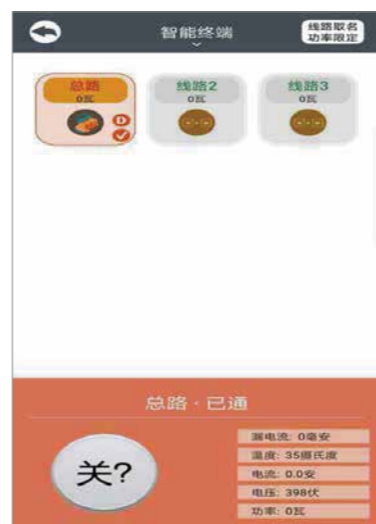 智能终端
线路取名
功率限定
总路
0瓦
D
线路2
0瓦
线路3
0瓦
总路 · 已通
关?
漏电流: 0毫安
温度: 35摄氏度
电流: 0.0安
电压: 398伏
功率: 0瓦